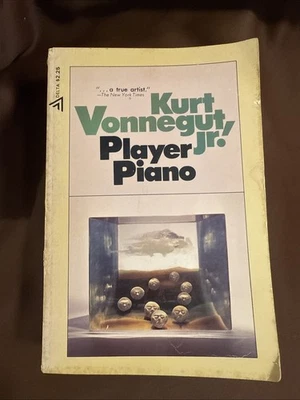 DELTA $2.25
"...a true artist."
—The New York Times
Kurt
Vonnegut,
Jr.
Player
Piano